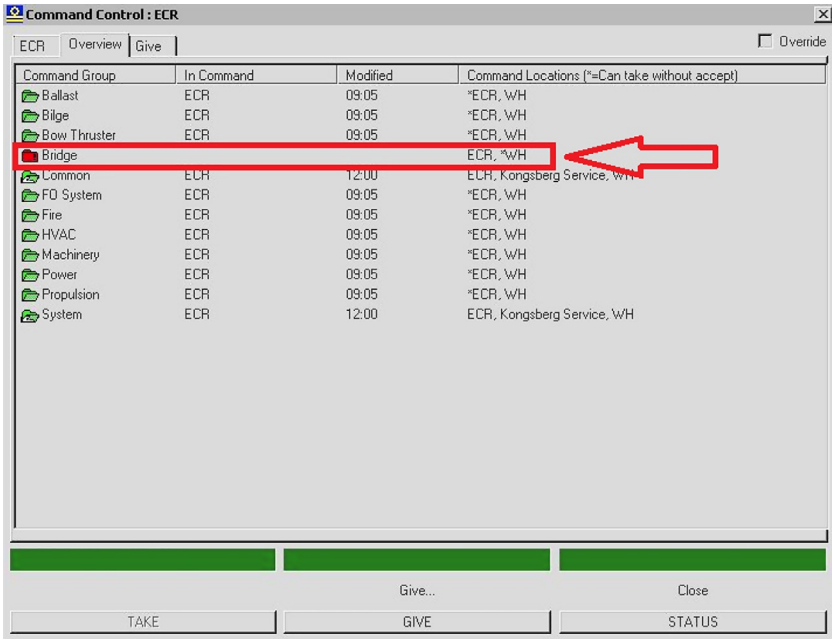 Command Control : ECR
ECR Overview Give Override
Command Group In Command Modified Command Locations (*=Can take without accept)
Ballast ECR 09:05 *ECR, WH
Bilge ECR 09:05 *ECR, WH
Bow Thruster ECR 09:05 *ECR, WH
Bridge ECR, *WH
Common ECR 12:00 ECR, Kongsberg Service, WH
FO System ECR 09:05 *ECR, WH
Fire ECR 09:05 *ECR, WH
HVAC ECR 09:05 *ECR, WH
Machinery ECR 09:05 *ECR, WH
Power ECR 09:05 *ECR, WH
Propulsion ECR 09:05 *ECR, WH
System ECR 12:00 ECR, Kongsberg Service, WH
Give... Close
TAKE GIVE STATUS